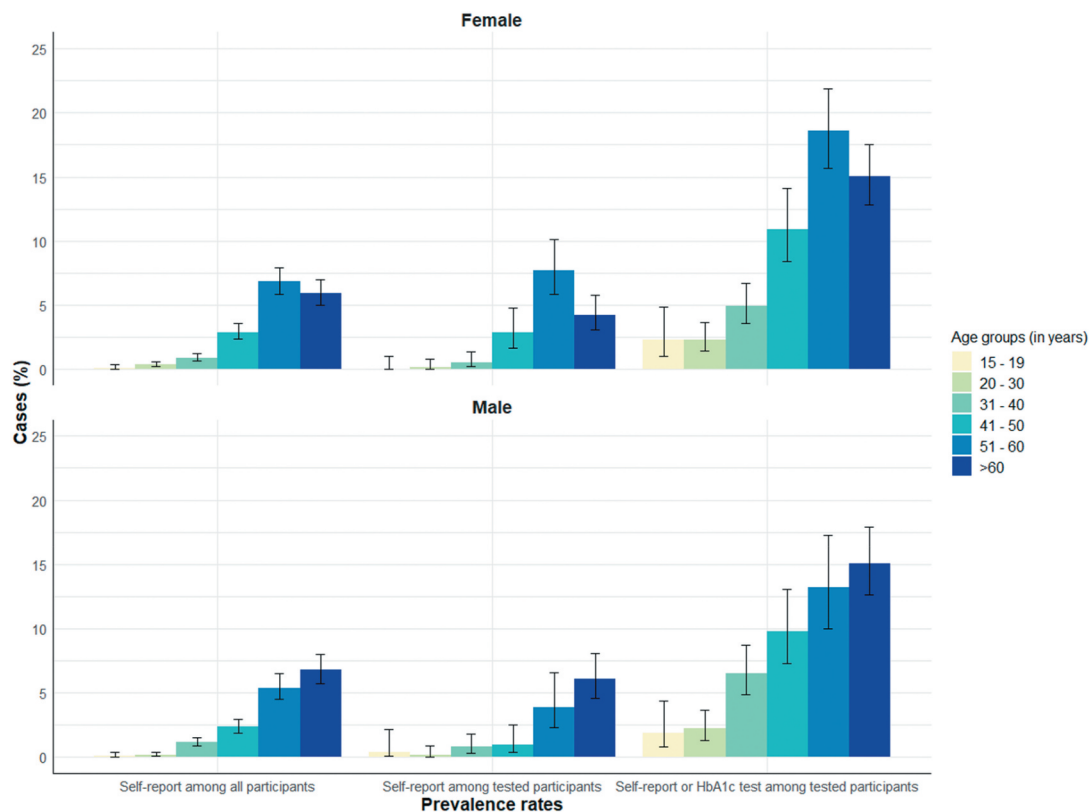 Female
25
20
15
10
5
0
Male
25
20
15
10
5
0
Cases (%)
Self-report among all participants
Self-report among tested participants
Self-report or HbA1c test among tested participants
Prevalence rates
Age groups (in years)
15 - 19
20 - 30
31 - 40
41 - 50
51 - 60
>60